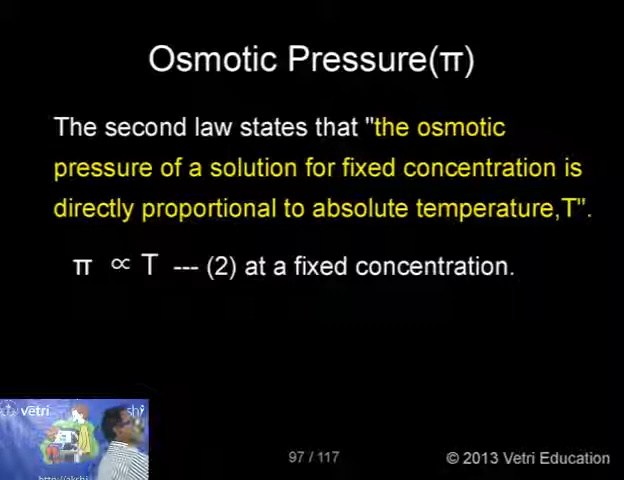 Osmotic Pressure(π)
The second law states that "the osmotic
pressure of a solution for fixed concentration is
directly proportional to absolute temperature,T".
π ∝ T --- (2) at a fixed concentration.
vetri
97 / 117
© 2013 Vetri Education